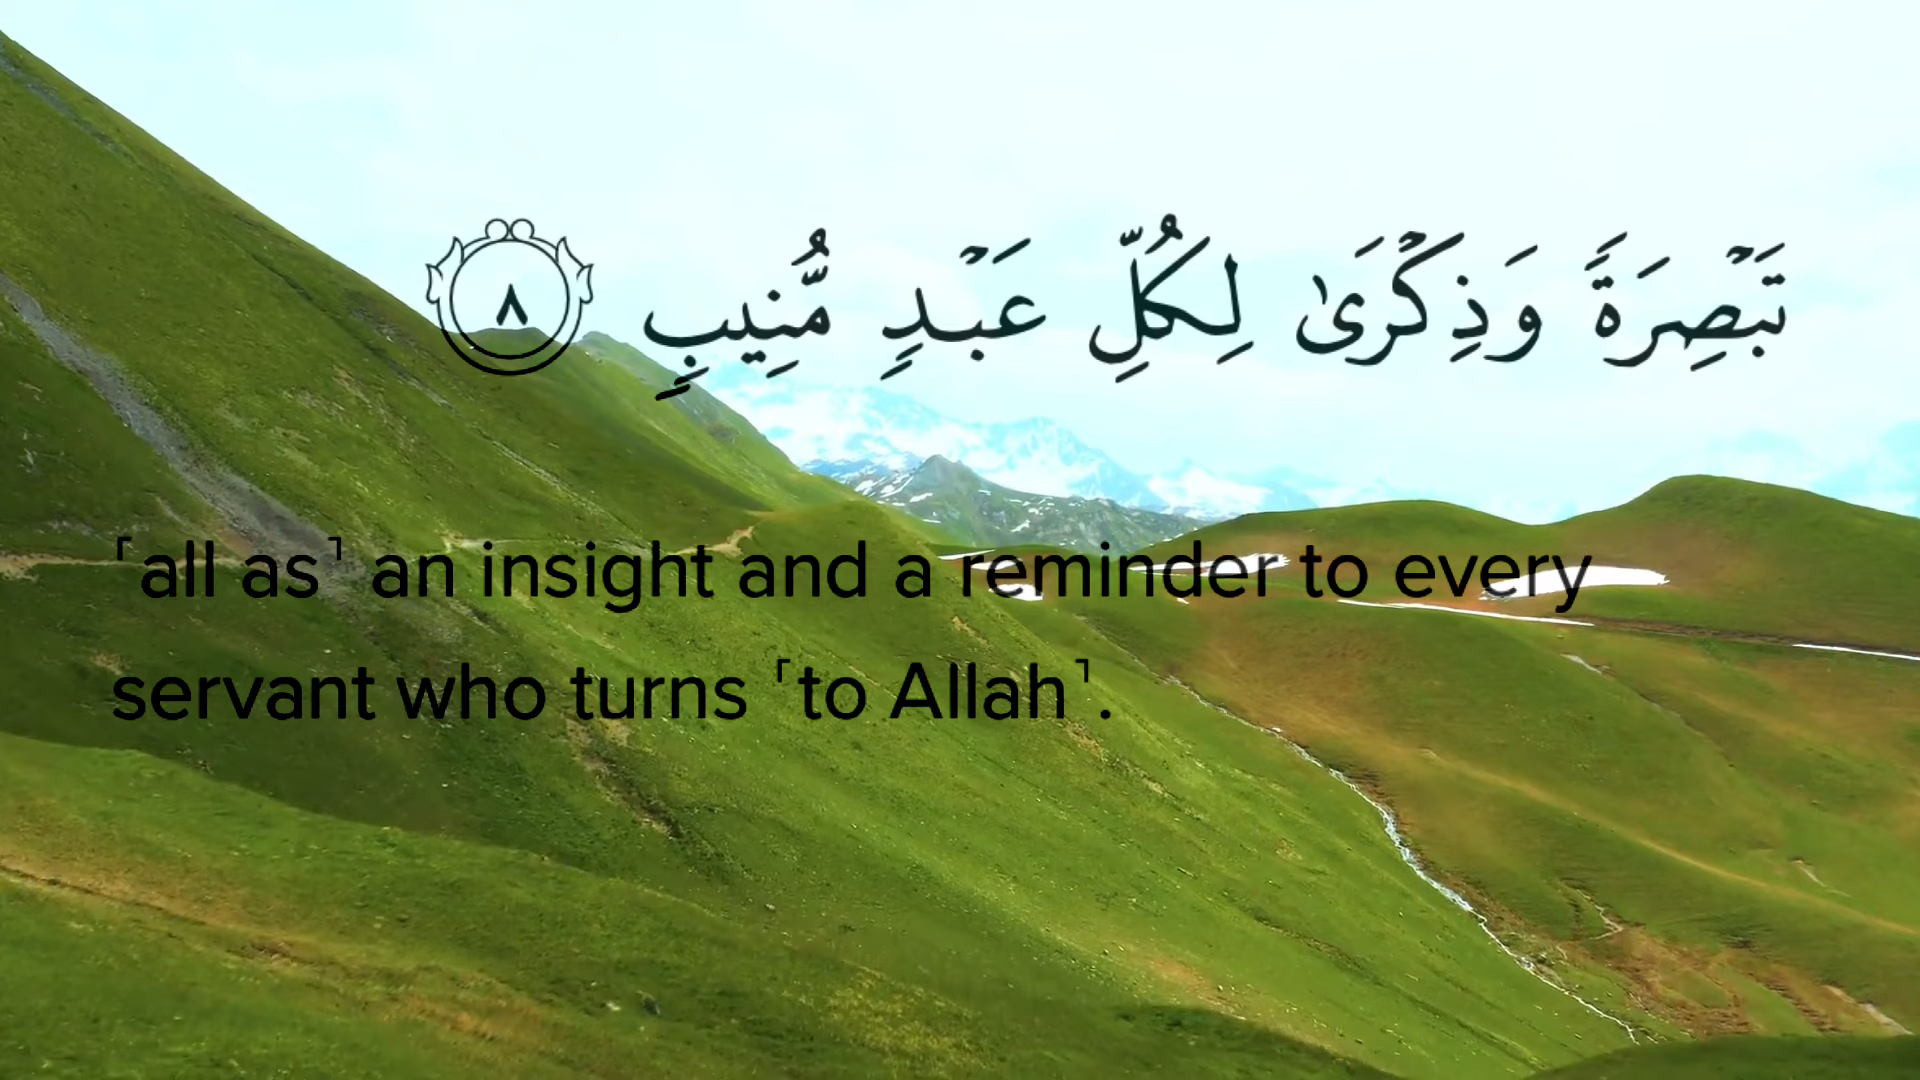 تَبْصِرَةً وَذِكْرَىٰ لِكُلِّ عَبْدٍ مُّنِيبٍ ٨
⸢all as⸣ an insight and a reminder to every
servant who turns ⸢to Allah⸣.